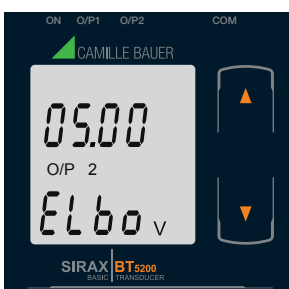 ON O/P1 O/P2 COM
CAMILLE BAUER
05.00
O/P 2
ELbo V
SIRAX BT5200
BASIC TRANSDUCER